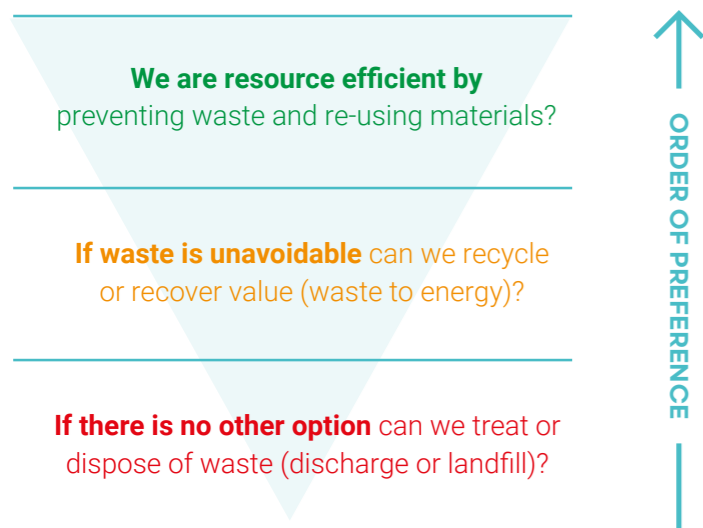 We are resource efficient by
preventing waste and re-using materials?
If waste is unavoidable can we recycle
or recover value (waste to energy)?
If there is no other option can we treat or
dispose of waste (discharge or landfill)?
ORDER OF PREFERENCE